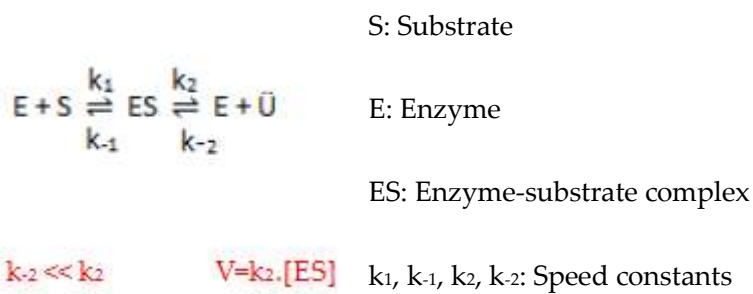 S: Substrate
k₁ k₂
E + S ⇌ ES ⇌ E + Ü
k-₁ k-₂
E: Enzyme
ES: Enzyme-substrate complex
k-₂ << k₂ V=k₂.[ES]
k₁, k-₁, k₂, k-₂: Speed constants